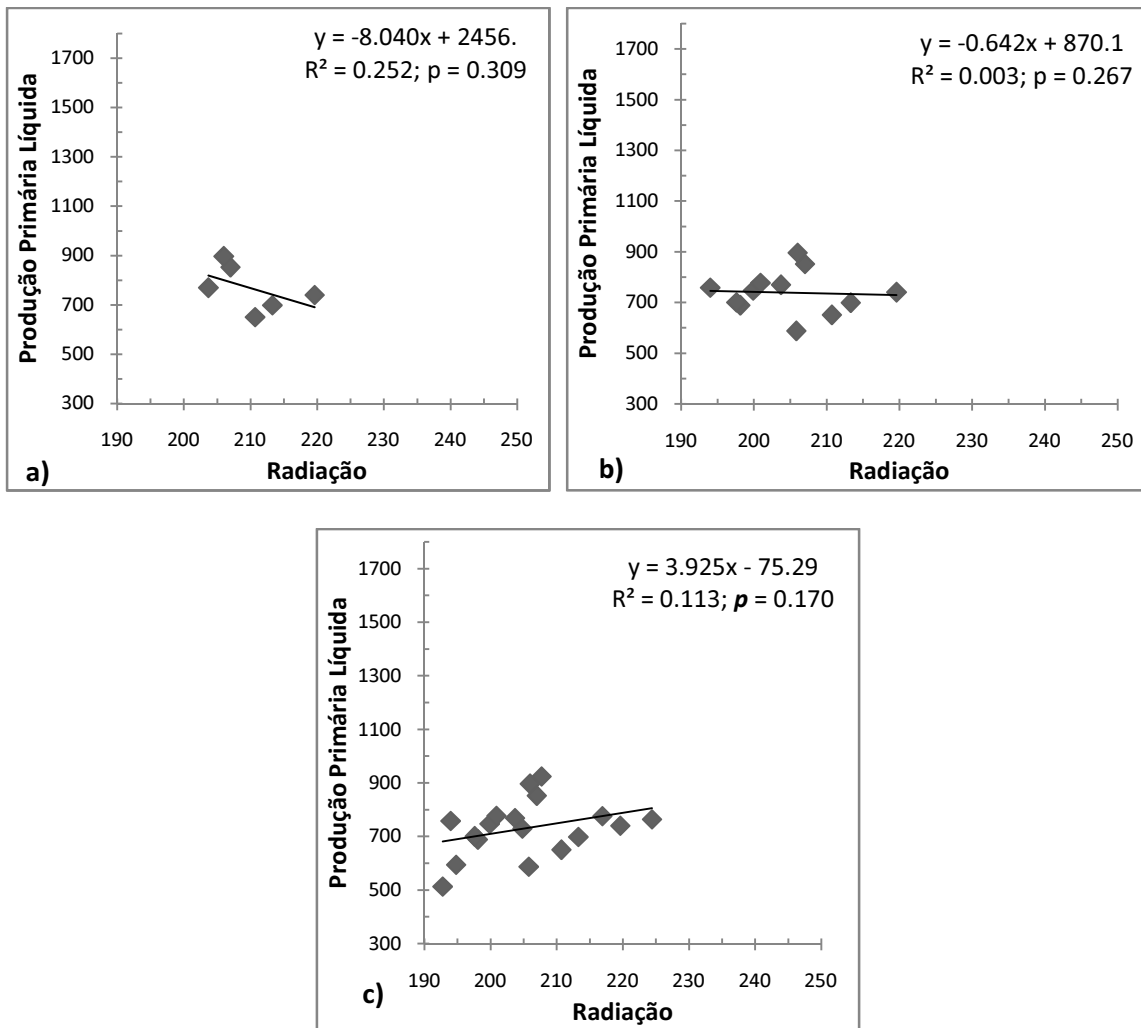 y = -8.040x + 2456.
R² = 0.252; p = 0.309
Produção Primária Líquida
1700
1500
1300
1100
900
700
500
300
190 200 210 220 230 240 250
Radiação
a)
y = -0.642x + 870.1
R² = 0.003; p = 0.267
Produção Primária Líquida
1700
1500
1300
1100
900
700
500
300
190 200 210 220 230 240 250
Radiação
b)
y = 3.925x - 75.29
R² = 0.113; p = 0.170
Produção Primária Líquida
1700
1500
1300
1100
900
700
500
300
190 200 210 220 230 240 250
Radiação
c)